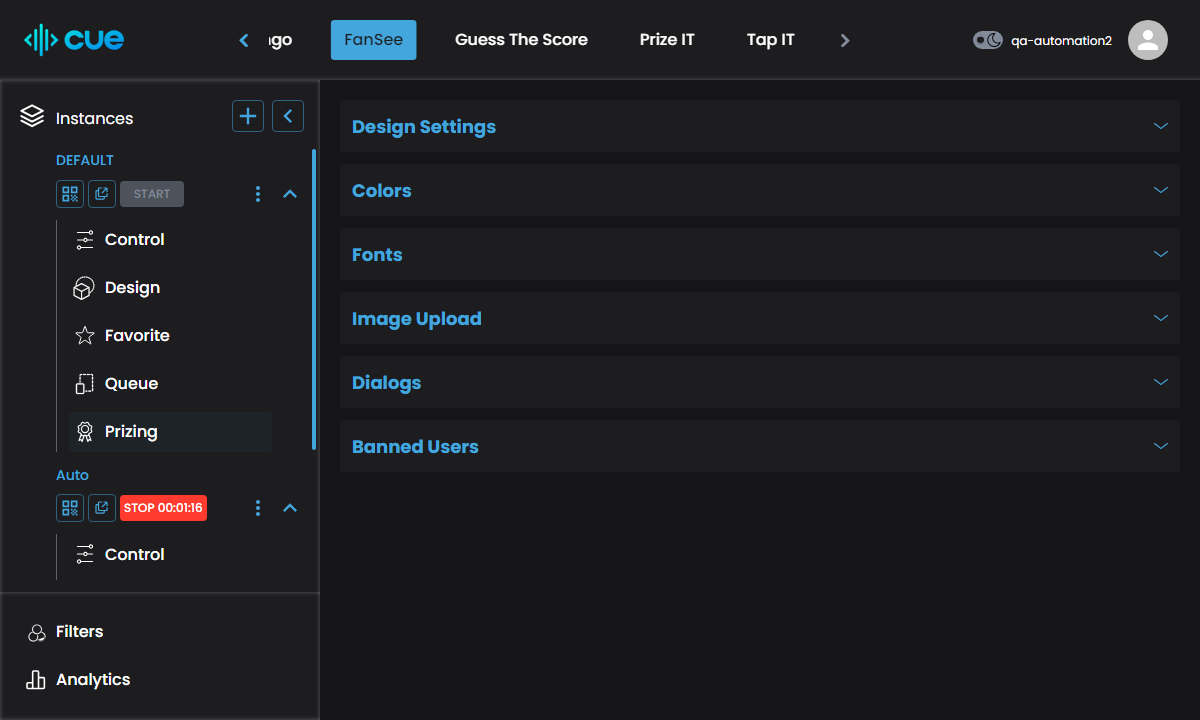 cue
ngo
FanSee
Guess The Score
Prize IT
Tap IT
qa-automation2
Instances
DEFAULT
START
Control
Design
Favorite
Queue
Prizing
Auto
STOP 00:01:16
Control
Filters
Analytics
Design Settings
Colors
Fonts
Image Upload
Dialogs
Banned Users